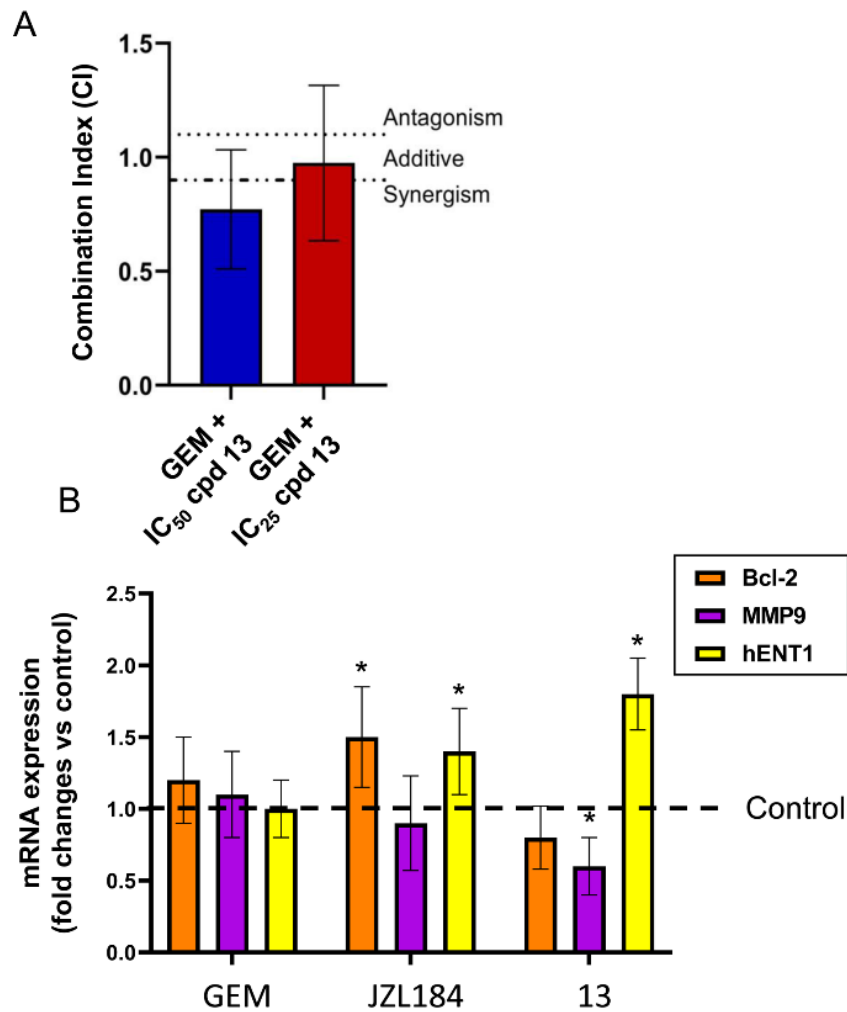 A
Combination Index (CI)
1.5
1.0
0.5
0.0
Antagonism
Additive
Synergism
GEM +
IC₅₀ cpd 13
GEM +
IC₂₅ cpd 13
B
mRNA expression
(fold changes vs control)
2.5
2.0
1.5
1.0
0.5
0.0
Bcl-2
MMP9
hENT1
*
*
*
*
Control
GEM
JZL184
13